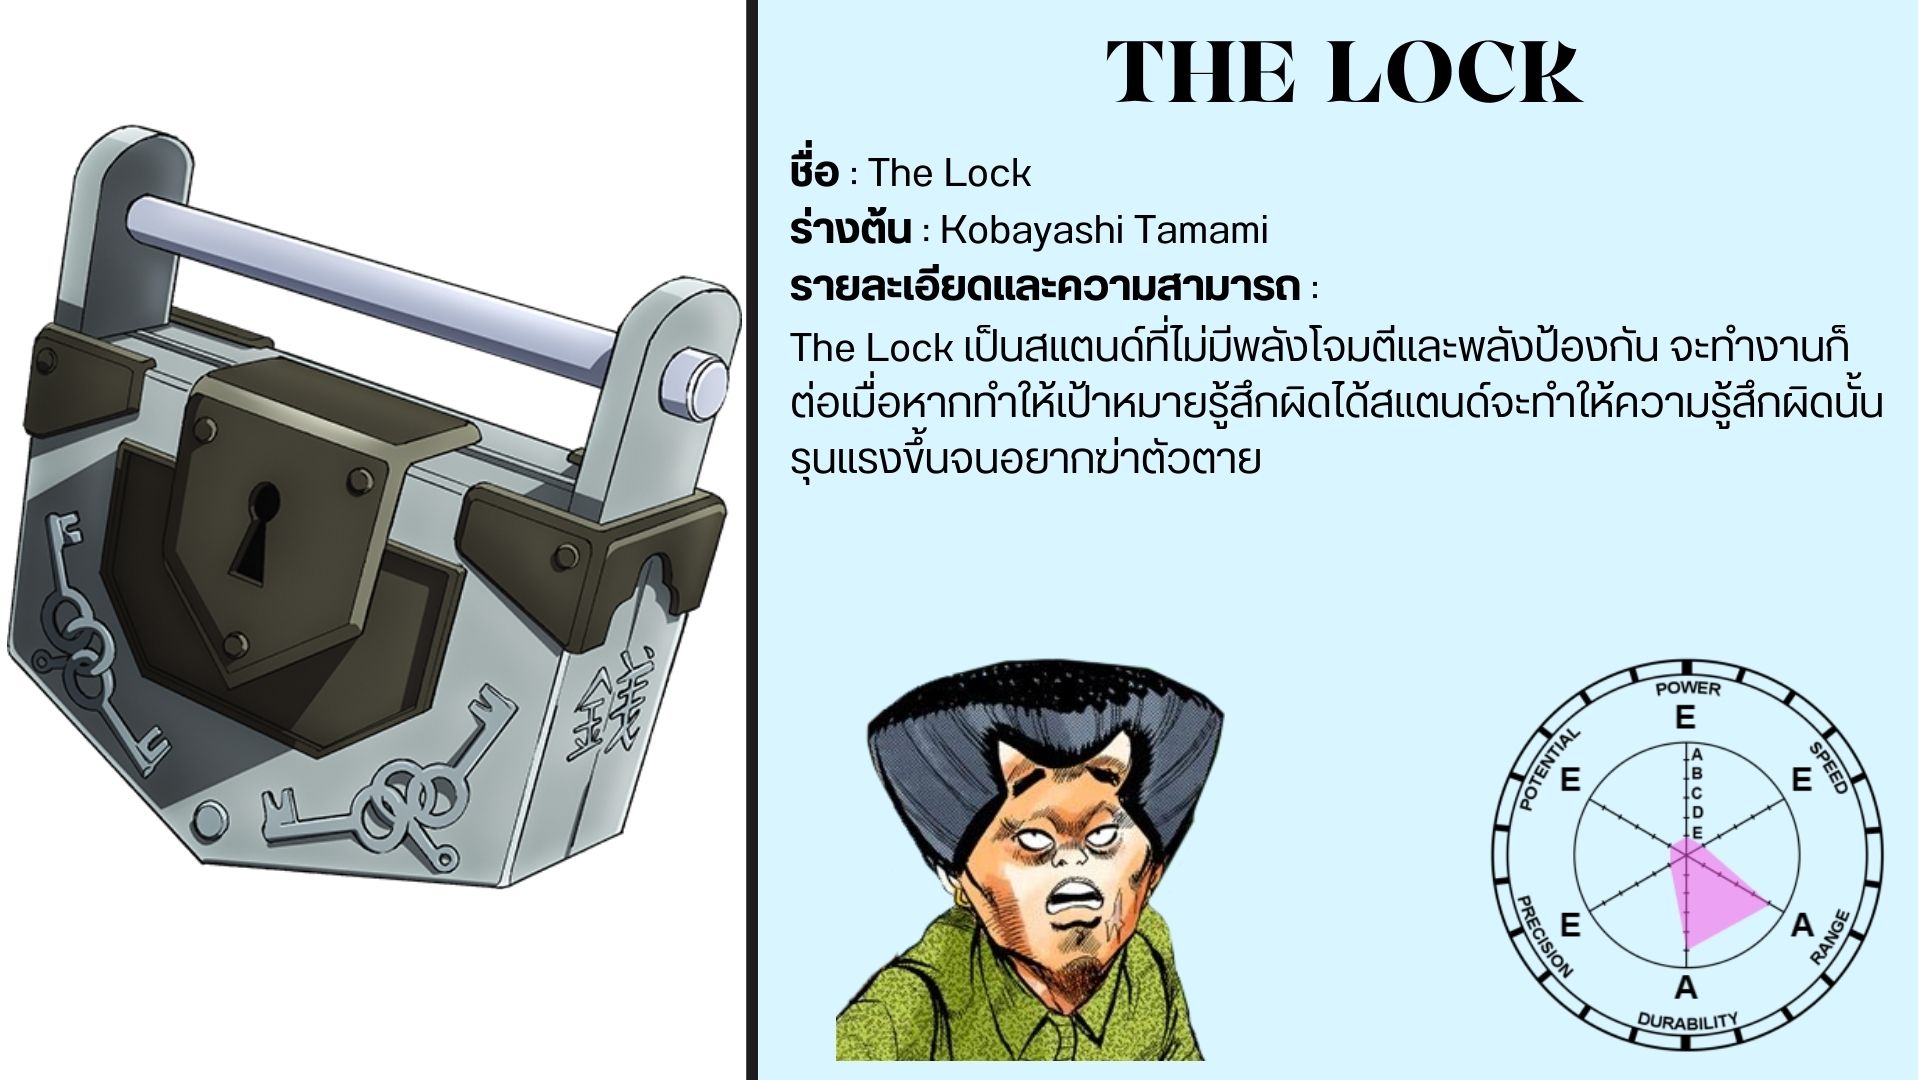 THE LOCK
ชื่อ : The Lock
ร่างต้น : Kobayashi Tamami
รายละเอียดและความสามารถ :
The Lock เป็นสแตนด์ที่ไม่มีพลังโจมตีและพลังป้องกัน จะทำงานก็
ต่อเมื่อหากทำให้เป้าหมายรู้สึกผิดได้สแตนด์จะทำให้ความรู้สึกผิดนั้น
รุนแรงขึ้นจนอยากฆ่าตัวตาย
銭
POWER
E
SPEED
E
RANGE
A
DURABILITY
A
PRECISION
E
POTENTIAL
E
A
B
C
D
E